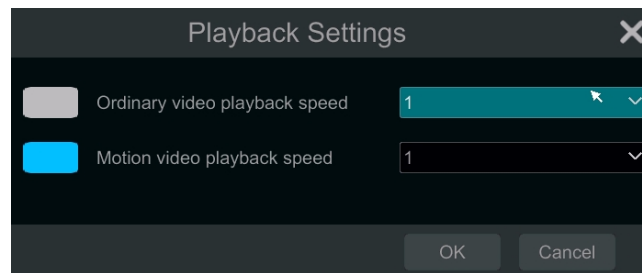 Playback Settings
Ordinary video playback speed 1
Motion video playback speed 1
OK Cancel